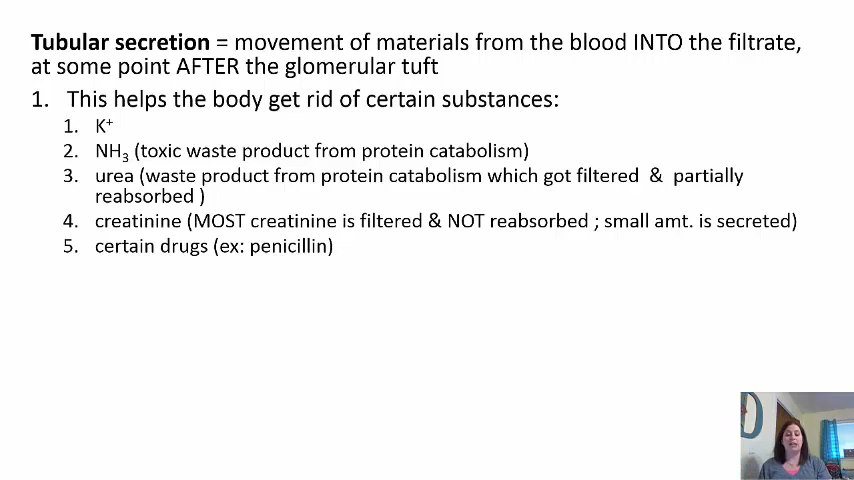 Tubular secretion = movement of materials from the blood INTO the filtrate,
at some point AFTER the glomerular tuft
1. This helps the body get rid of certain substances:
1. K⁺
2. NH₃ (toxic waste product from protein catabolism)
3. urea (waste product from protein catabolism which got filtered & partially
reabsorbed )
4. creatinine (MOST creatinine is filtered & NOT reabsorbed ; small amt. is secreted)
5. certain drugs (ex: penicillin)
D